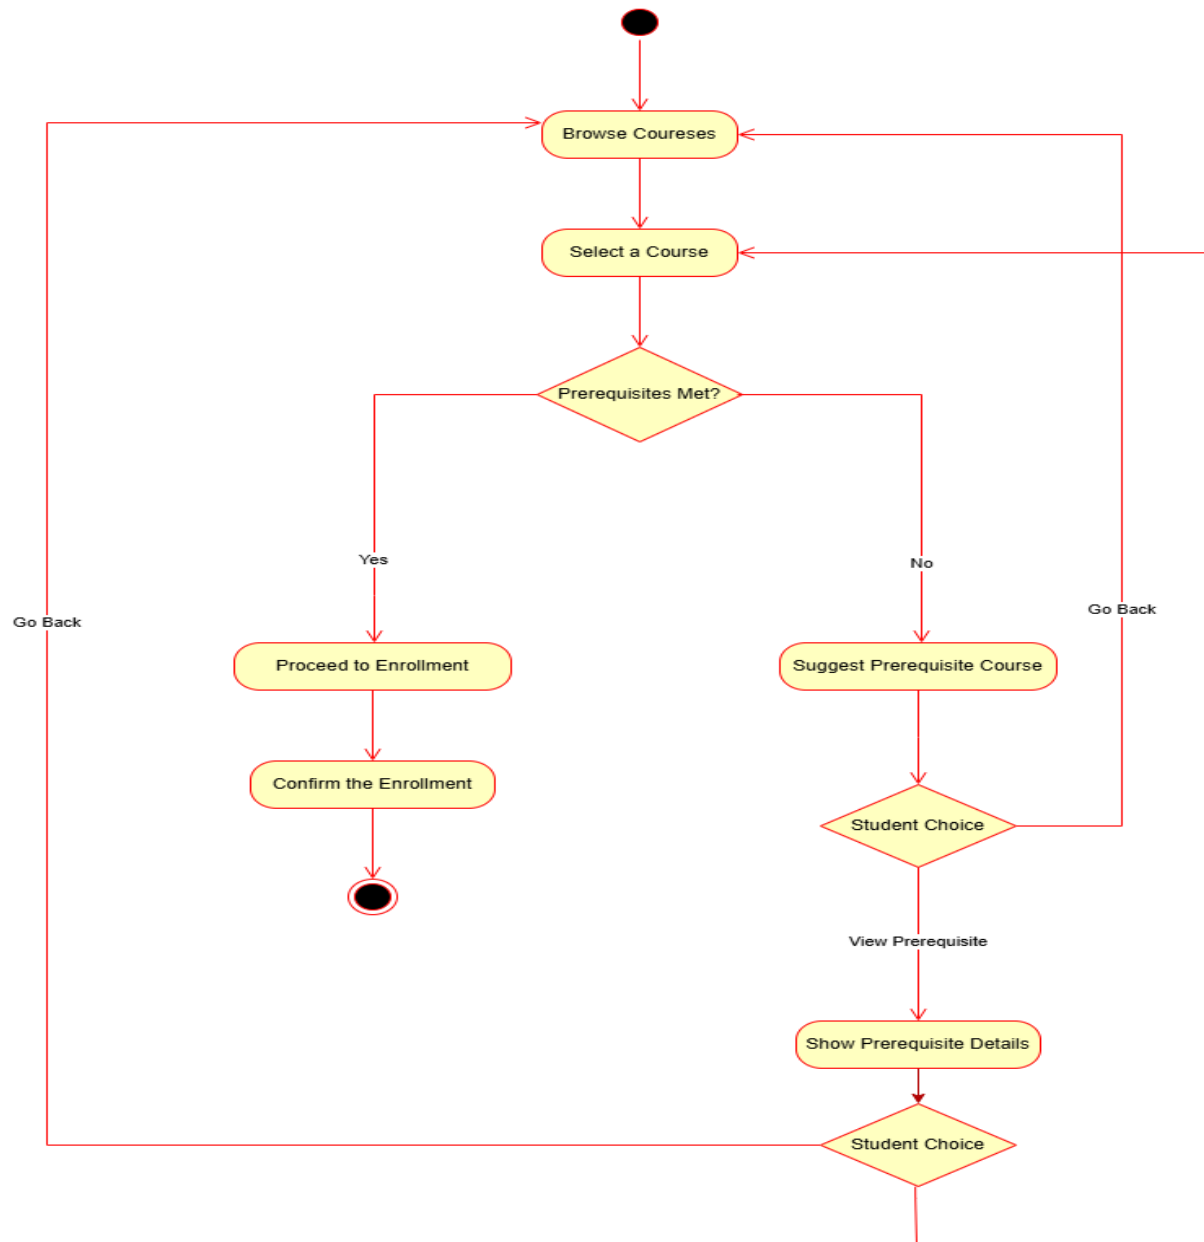 Browse Coureses
Select a Course
Prerequisites Met?
Yes
No
Go Back
Go Back
Proceed to Enrollment
Suggest Prerequisite Course
Confirm the Enrollment
Student Choice
View Prerequisite
Show Prerequisite Details
Student Choice